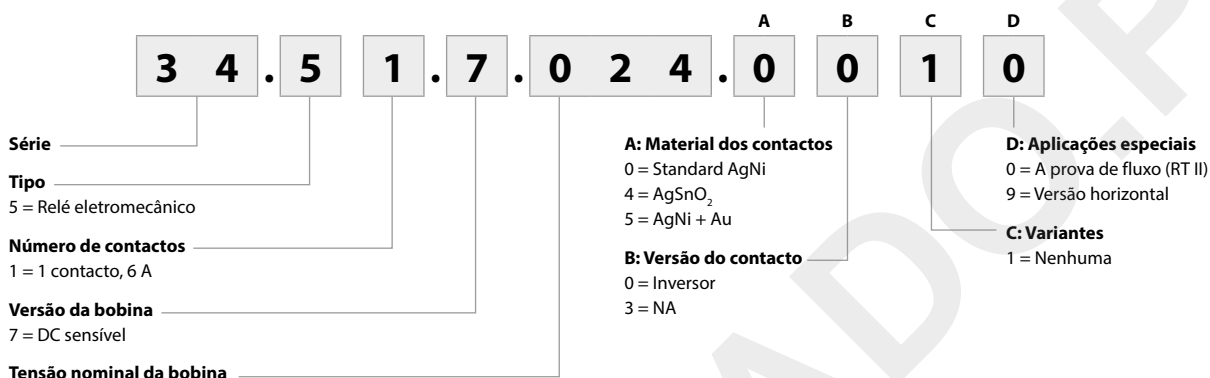 A B C D
3 4 . 5 1 . 7 . 0 2 4 . 0 0 1 0
Série
Tipo
5 = Relé eletromecânico
Número de contactos
1 = 1 contacto, 6 A
Versão da bobina
7 = DC sensível
Tensão nominal da bobina
A: Material dos contactos
0 = Standard AgNi
4 = AgSnO₂
5 = AgNi + Au
B: Versão do contacto
0 = Inversor
3 = NA
D: Aplicações especiais
0 = A prova de fluxo (RT II)
9 = Versão horizontal
C: Variantes
1 = Nenhuma
ADO.P